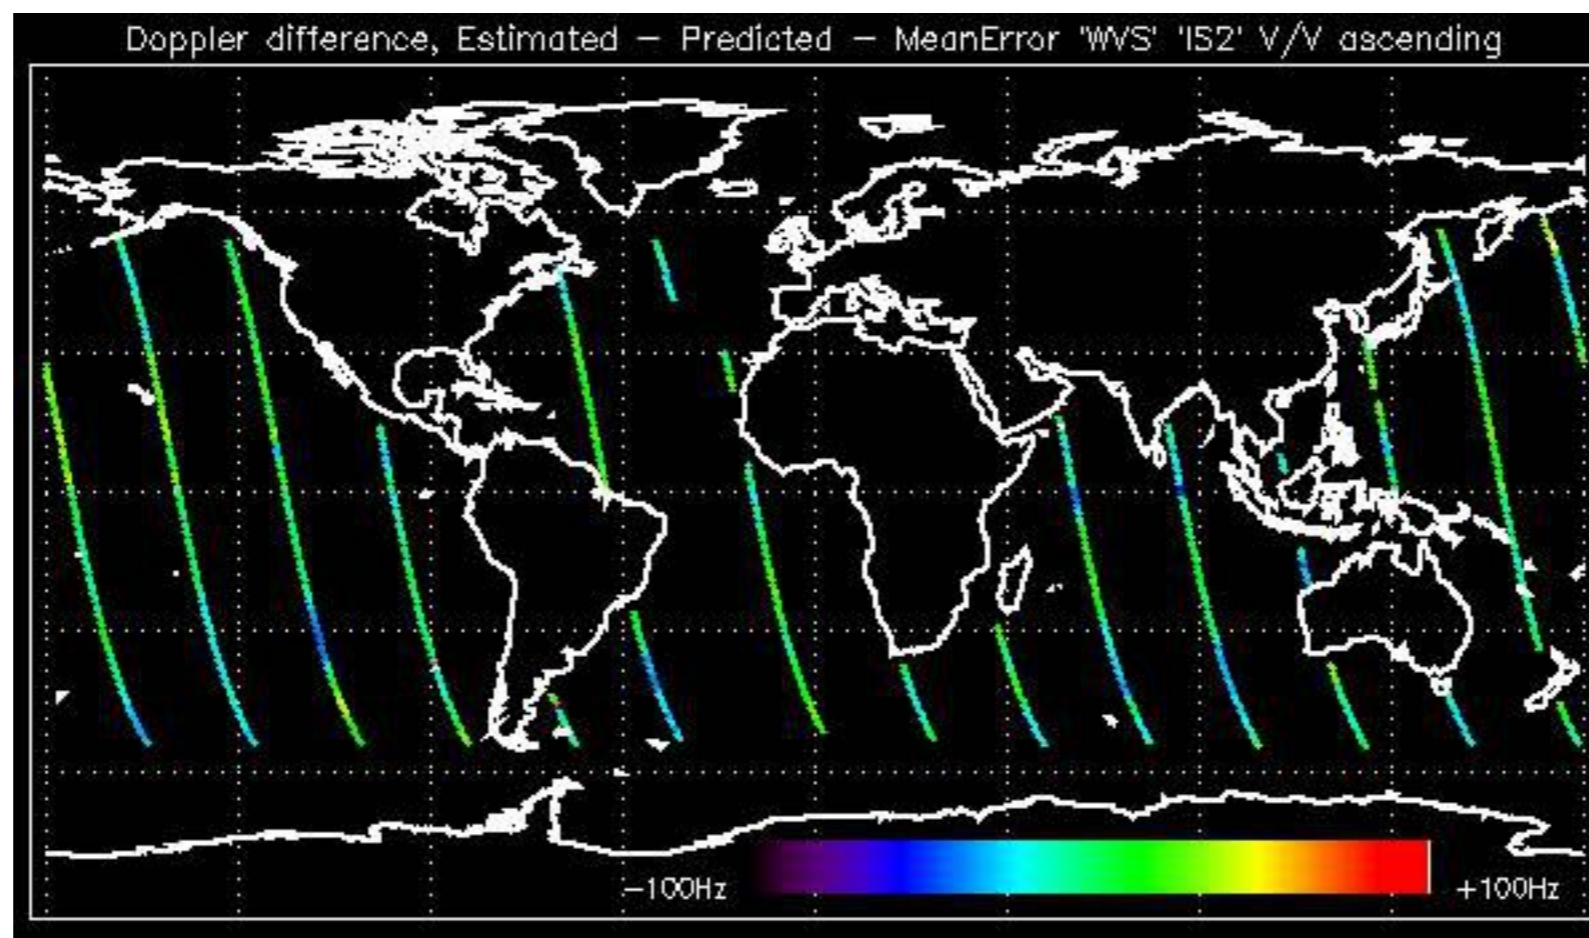 Doppler difference, Estimated − Predicted − MeanError 'WVS' 'IS2' V/V ascending
−100Hz
+100Hz